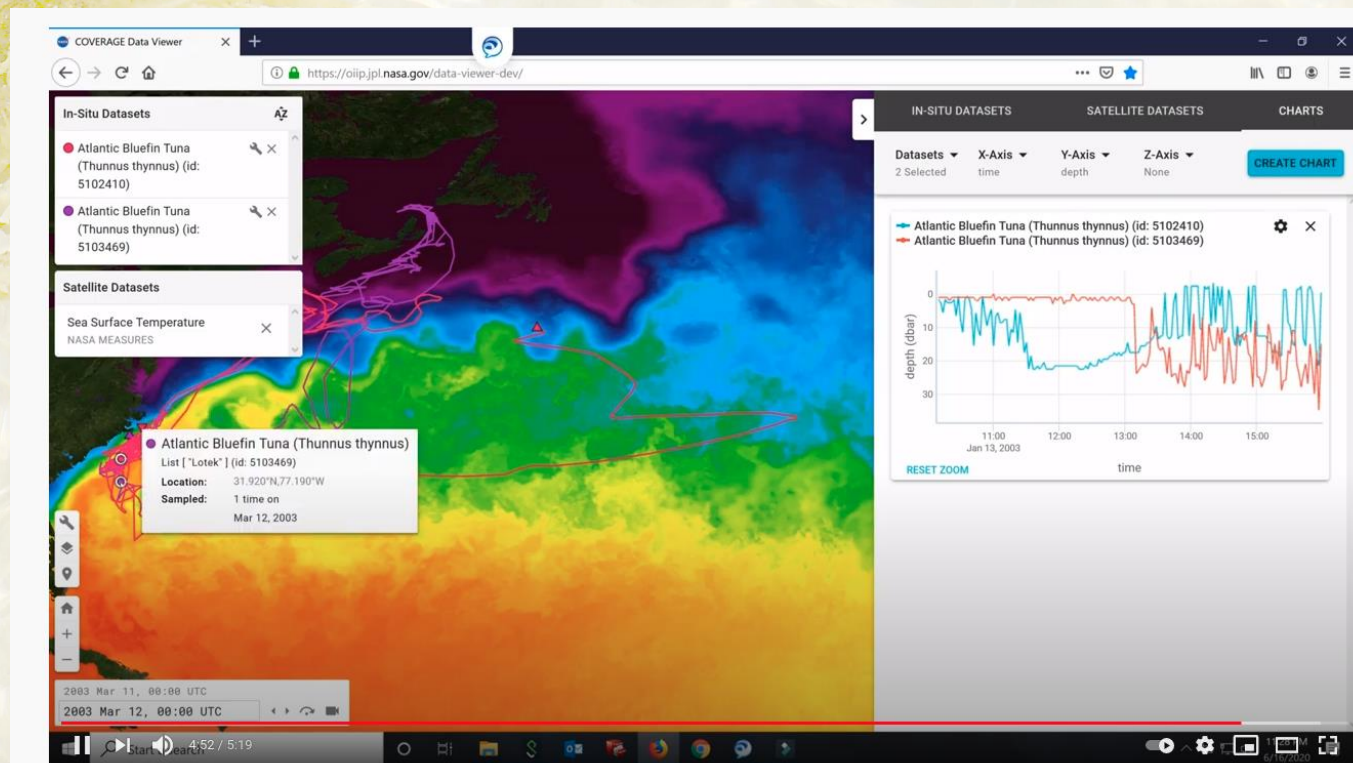 COVERAGE Data Viewer
https://oiip.jpl.nasa.gov/data-viewer-dev/
In-Situ Datasets
AZ
Atlantic Bluefin Tuna
(Thunnus thynnus) (id:
5102410)
Atlantic Bluefin Tuna
(Thunnus thynnus) (id:
5103469)
Satellite Datasets
Sea Surface Temperature
NASA MEASURES
Atlantic Bluefin Tuna (Thunnus thynnus)
List [ "Lotek" ] (id: 5103469)
Location: 31.920°N,77.190°W
Sampled: 1 time on
Mar 12, 2003
2003 Mar 11, 00:00 UTC
2003 Mar 12, 00:00 UTC
IN-SITU DATASETS SATELLITE DATASETS CHARTS
Datasets X-Axis Y-Axis Z-Axis
2 Selected time depth None
CREATE CHART
Atlantic Bluefin Tuna (Thunnus thynnus) (id: 5102410)
Atlantic Bluefin Tuna (Thunnus thynnus) (id: 5103469)
depth (dbar)
0
10
20
30
11:00 12:00 13:00 14:00 15:00
Jan 13, 2003
RESET ZOOM
time
4:52 / 5:19
6/16/2020